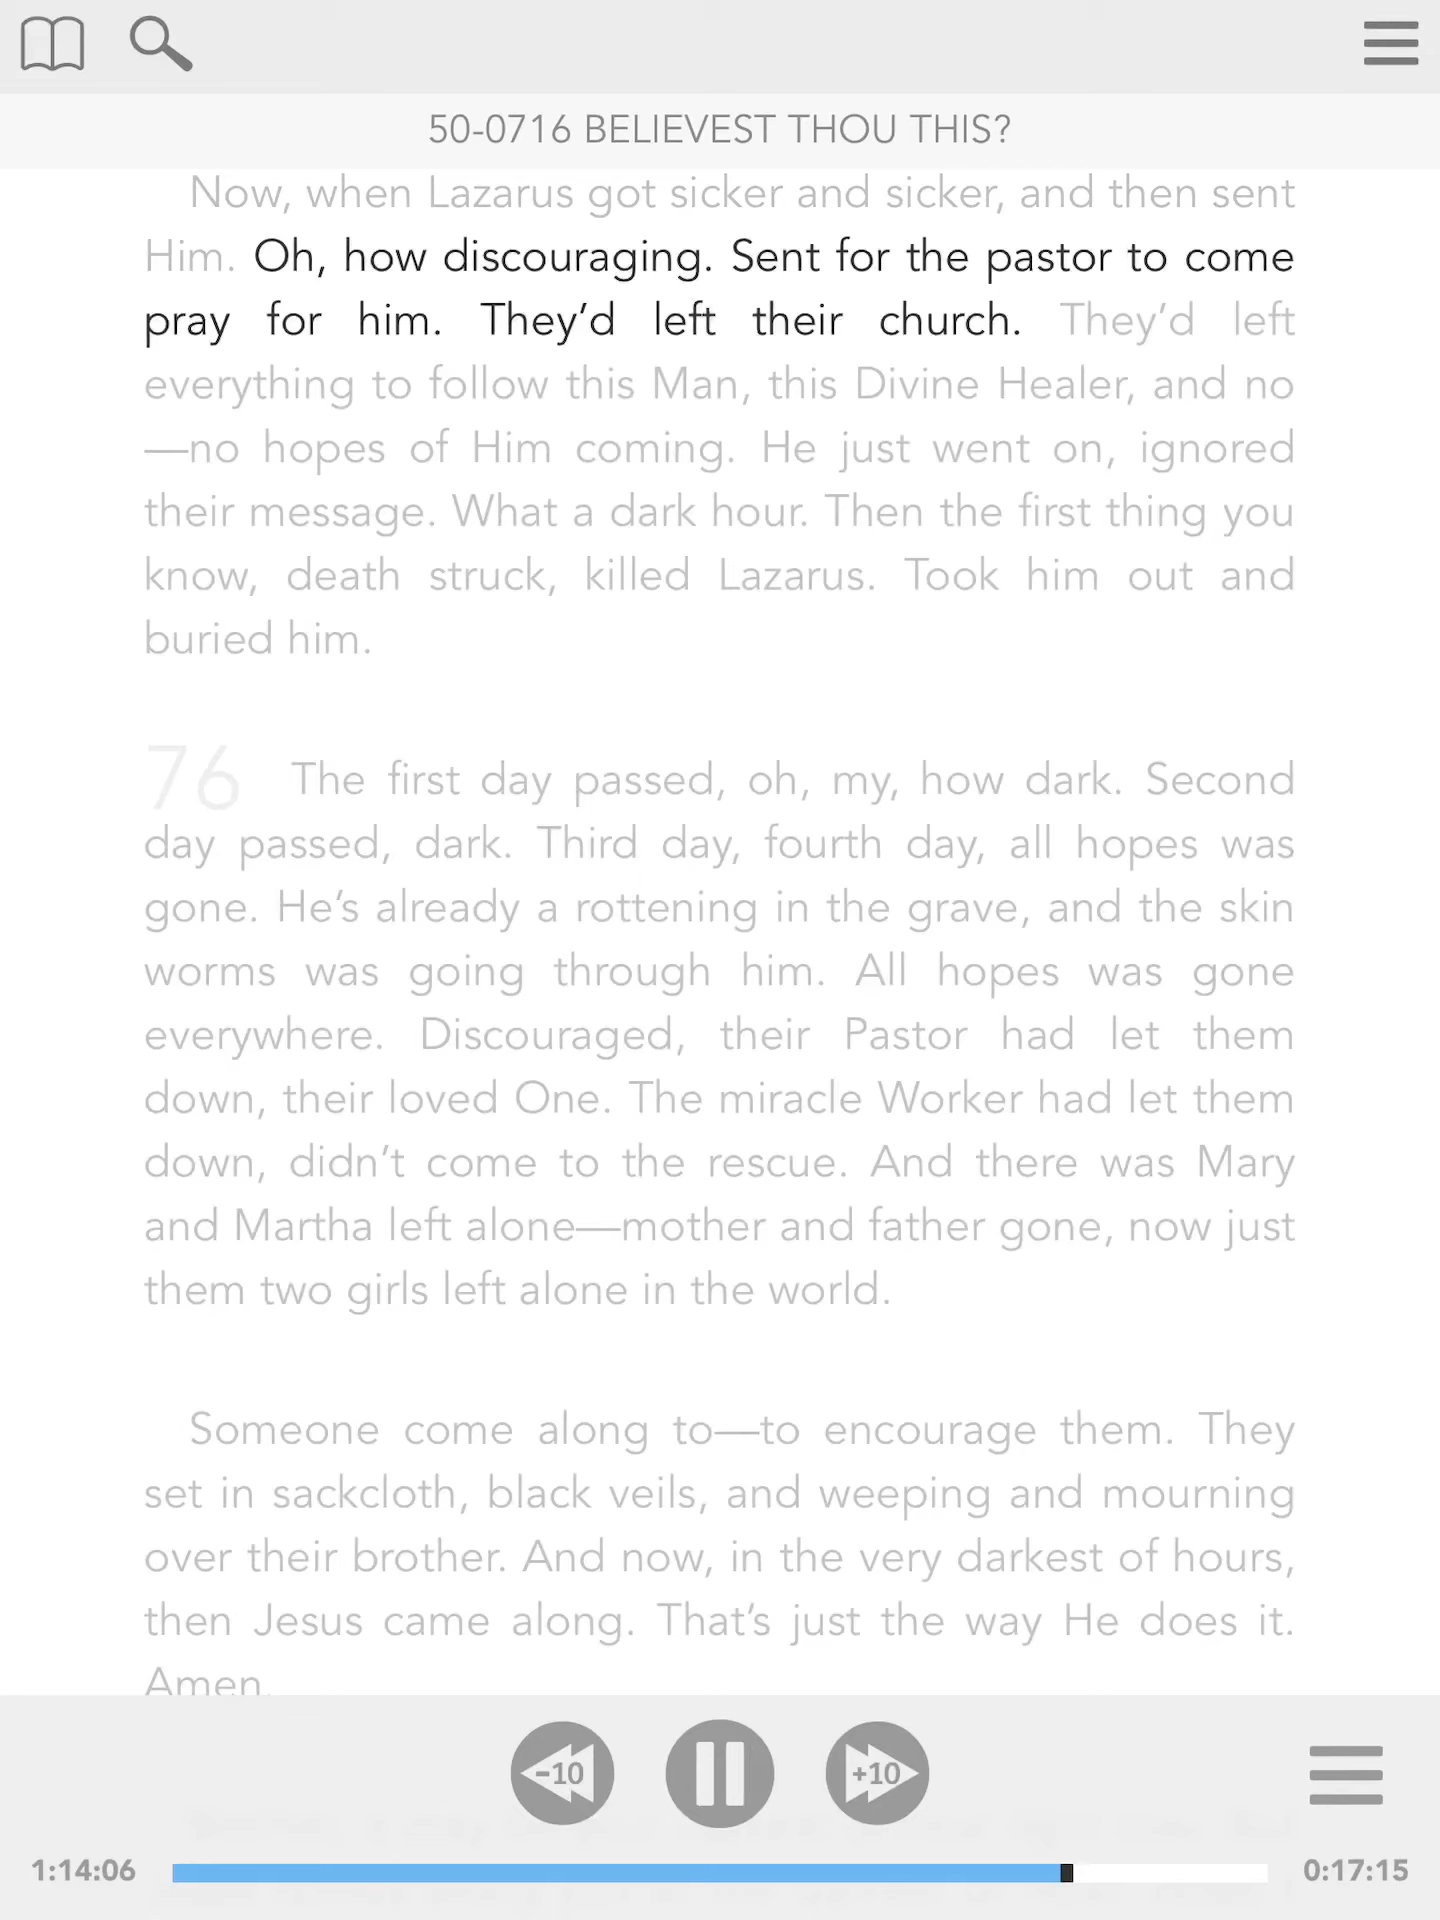 50-0716 BELIEVEST THOU THIS?
Now, when Lazarus got sicker and sicker, and then sent
Him. Oh, how discouraging. Sent for the pastor to come
pray for him. They’d left their church. They’d left
everything to follow this Man, this Divine Healer, and no
—no hopes of Him coming. He just went on, ignored
their message. What a dark hour. Then the first thing you
know, death struck, killed Lazarus. Took him out and
buried him.
76 The first day passed, oh, my, how dark. Second
day passed, dark. Third day, fourth day, all hopes was
gone. He’s already a rottening in the grave, and the skin
worms was going through him. All hopes was gone
everywhere. Discouraged, their Pastor had let them
down, their loved One. The miracle Worker had let them
down, didn’t come to the rescue. And there was Mary
and Martha left alone—mother and father gone, now just
them two girls left alone in the world.
Someone come along to—to encourage them. They
set in sackcloth, black veils, and weeping and mourning
over their brother. And now, in the very darkest of hours,
then Jesus came along. That’s just the way He does it.
Amen.
-10 +10
1:14:06 0:17:15